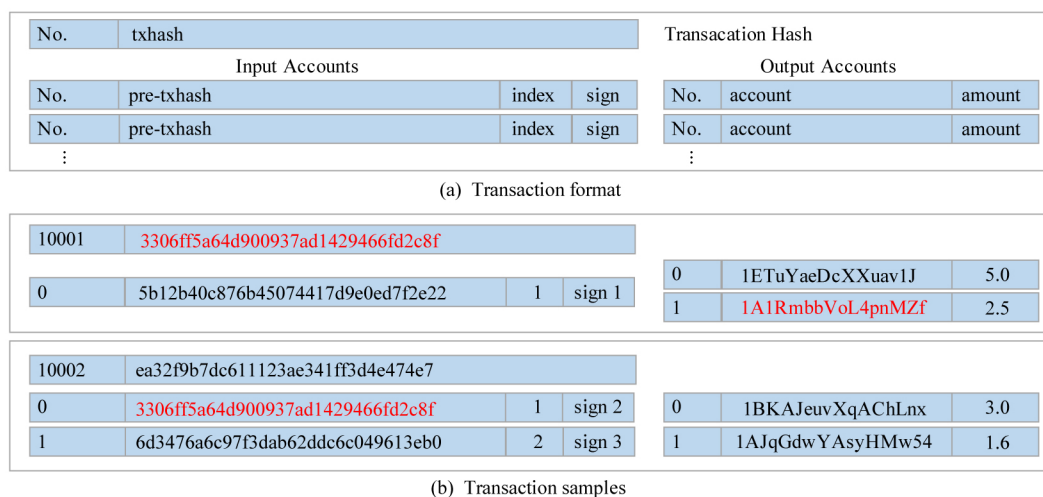 No. txhash Transacation Hash
Input Accounts Output Accounts
No. pre-txhash index sign No. account amount
No. pre-txhash index sign No. account amount
⋮ ⋮
(a) Transaction format
10001 3306ff5a64d900937ad1429466fd2c8f
0 1ETuYaeDcXXuav1J 5.0
0 5b12b40c876b45074417d9e0ed7f2e22 1 sign 1
1 1A1RmbbVoL4pnMZf 2.5
10002 ea32f9b7dc611123ae341ff3d4e474e7
0 3306ff5a64d900937ad1429466fd2c8f 1 sign 2 0 1BKAJeuvXqAChLnx 3.0
1 6d3476a6c97f3dab62ddc6c049613eb0 2 sign 3 1 1AJqGdwYAsyHMw54 1.6
(b) Transaction samples